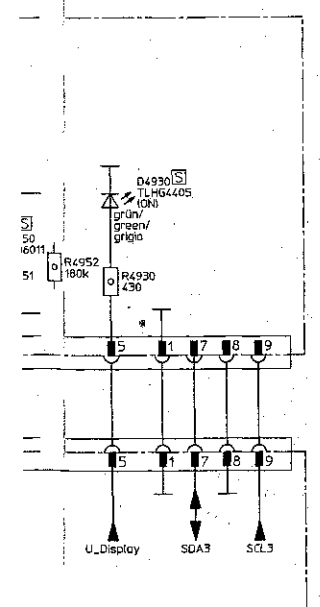 D4930 S
TLHG4405
(ON)
grün/
green/
grigio
S
50
6011
51
R4952
180k
R4930
430
5 1 7 8 9
5 1 7 8 9
U_Display SDA3 SCL3